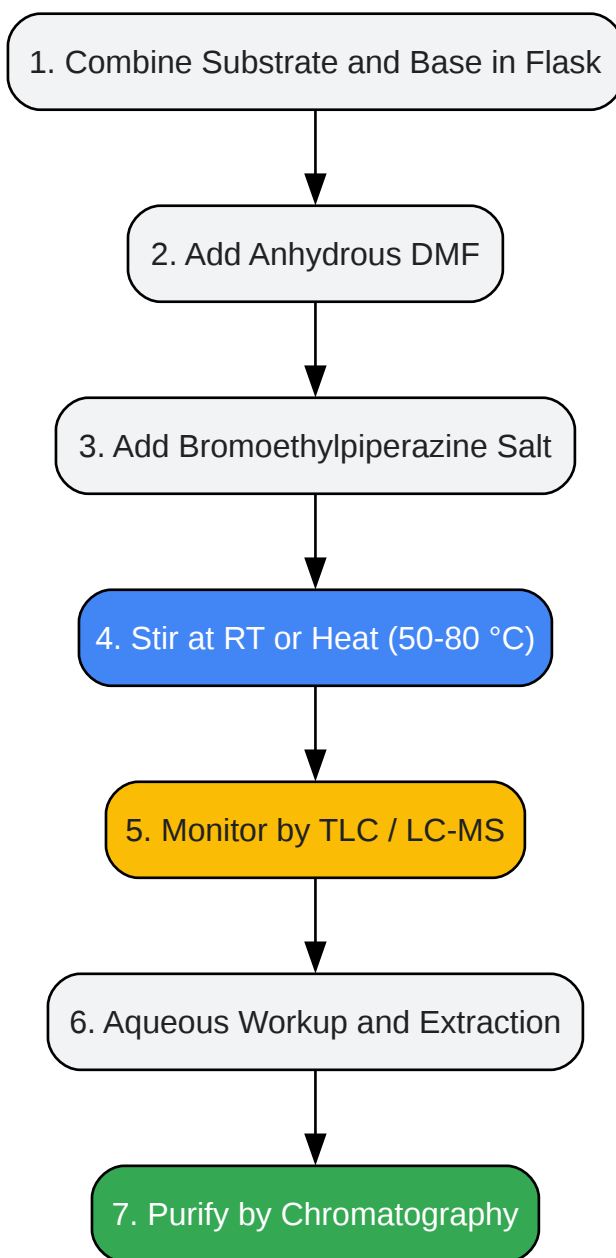 1. Combine Substrate and Base in Flask
2. Add Anhydrous DMF
3. Add Bromoethylpiperazine Salt
4. Stir at RT or Heat (50-80 °C)
5. Monitor by TLC / LC-MS
6. Aqueous Workup and Extraction
7. Purify by Chromatography